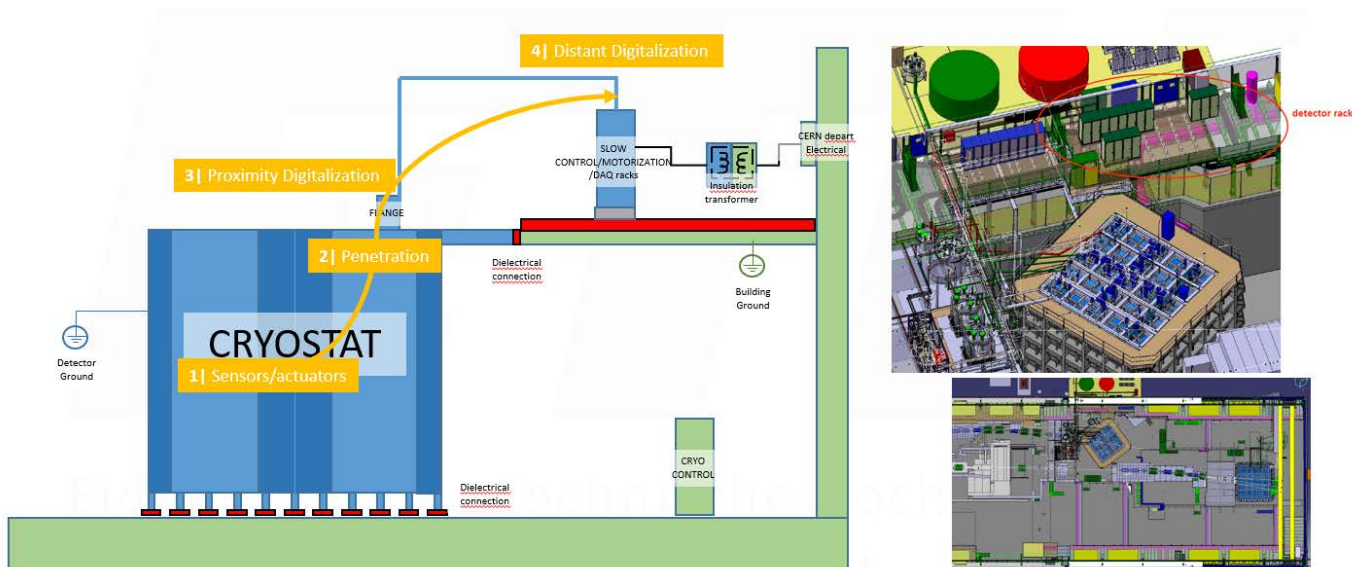 4| Distant Digitalization
detector rack
CERN depart
Electrical
SLOW
CONTROL/MOTORIZATION
/DAQ racks
3| Proximity Digitalization
Insulation
transformer
FLANGE
2| Penetration
Dielectrical
connection
Building
Ground
CRYOSTAT
Detector
Ground
1| Sensors/actuators
CRYO
CONTROL
Dielectrical
connection